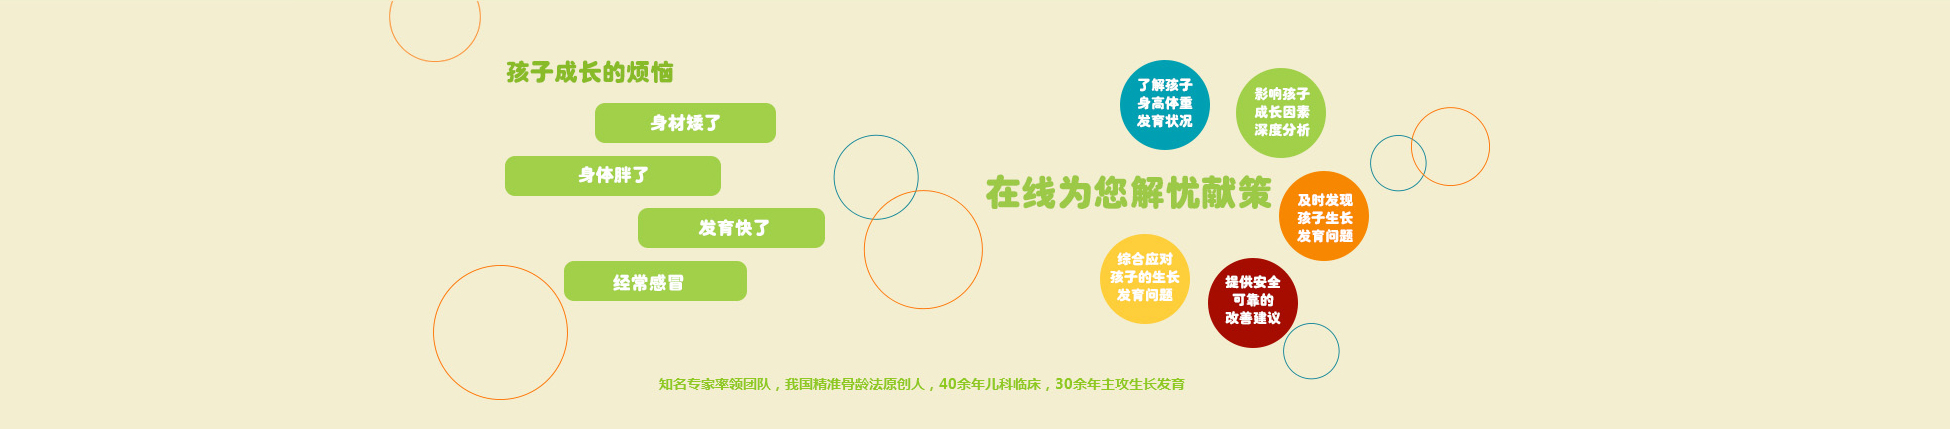 孩子成长的烦恼
身材矮了
身体胖了
发育快了
经常感冒
在线为您解忧献策
了解孩子
身高体重
发育状况
影响孩子
成长因素
深度分析
及时发现
孩子生长
发育问题
综合应对
孩子的生长
发育问题
提供安全
可靠的
改善建议
知名专家率领团队，我国精准骨龄法原创人，40余年儿科临床，30余年主攻生长发育